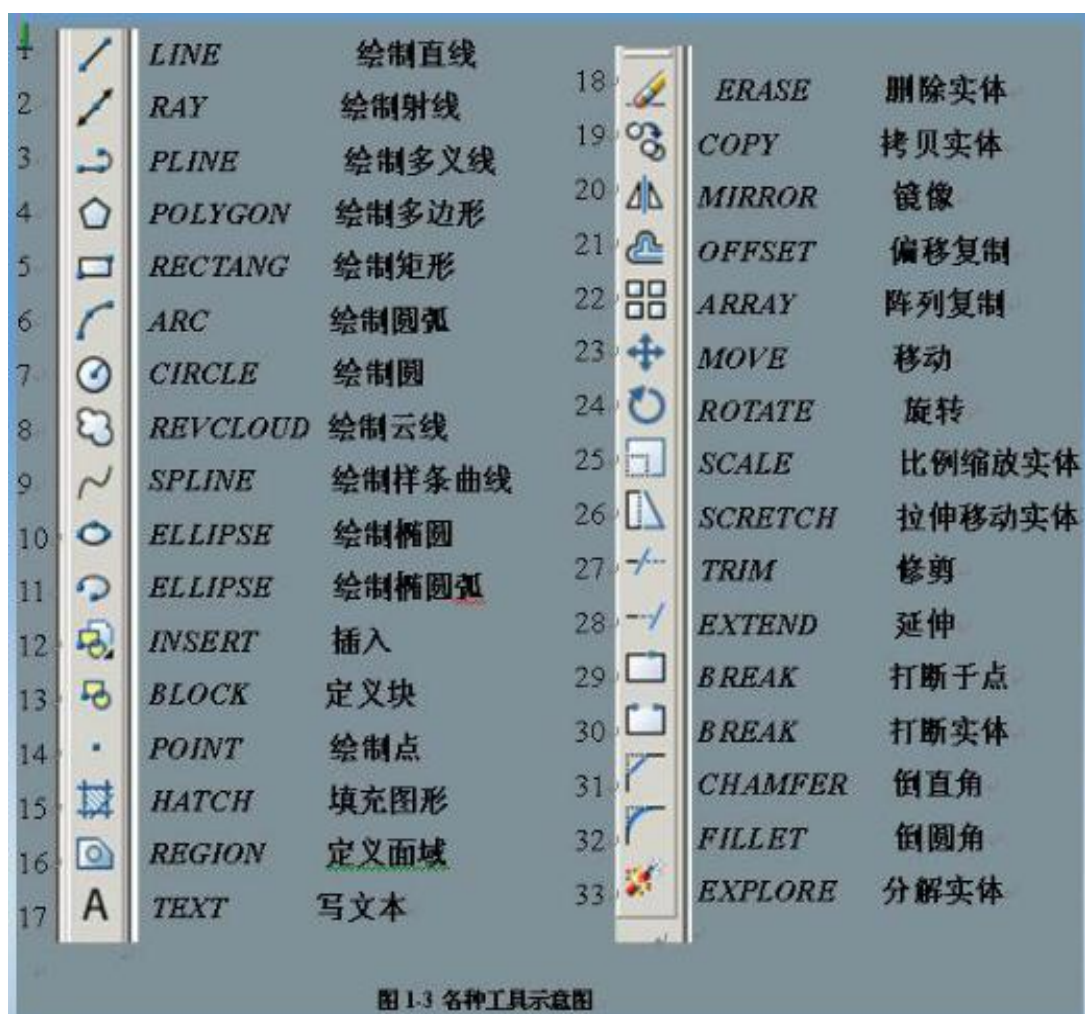 1 LINE 绘制直线
2 RAY 绘制射线
3 PLINE 绘制多义线
4 POLYGON 绘制多边形
5 RECTANG 绘制矩形
6 ARC 绘制圆弧
7 CIRCLE 绘制圆
8 REVCLOUD 绘制云线
9 SPLINE 绘制样条曲线
10 ELLIPSE 绘制椭圆
11 ELLIPSE 绘制椭圆弧
12 INSERT 插入
13 BLOCK 定义块
14 POINT 绘制点
15 HATCH 填充图形
16 REGION 定义面域
17 A TEXT 写文本
18 ERASE 删除实体
19 COPY 拷贝实体
20 MIRROR 镜像
21 OFFSET 偏移复制
22 ARRAY 阵列复制
23 MOVE 移动
24 ROTATE 旋转
25 SCALE 比例缩放实体
26 SCRETCH 拉伸移动实体
27 TRIM 修剪
28 EXTEND 延伸
29 BREAK 打断于点
30 BREAK 打断实体
31 CHAMFER 倒直角
32 FILLET 倒圆角
33 EXPLORE 分解实体
图 1-3 各种工具示意图